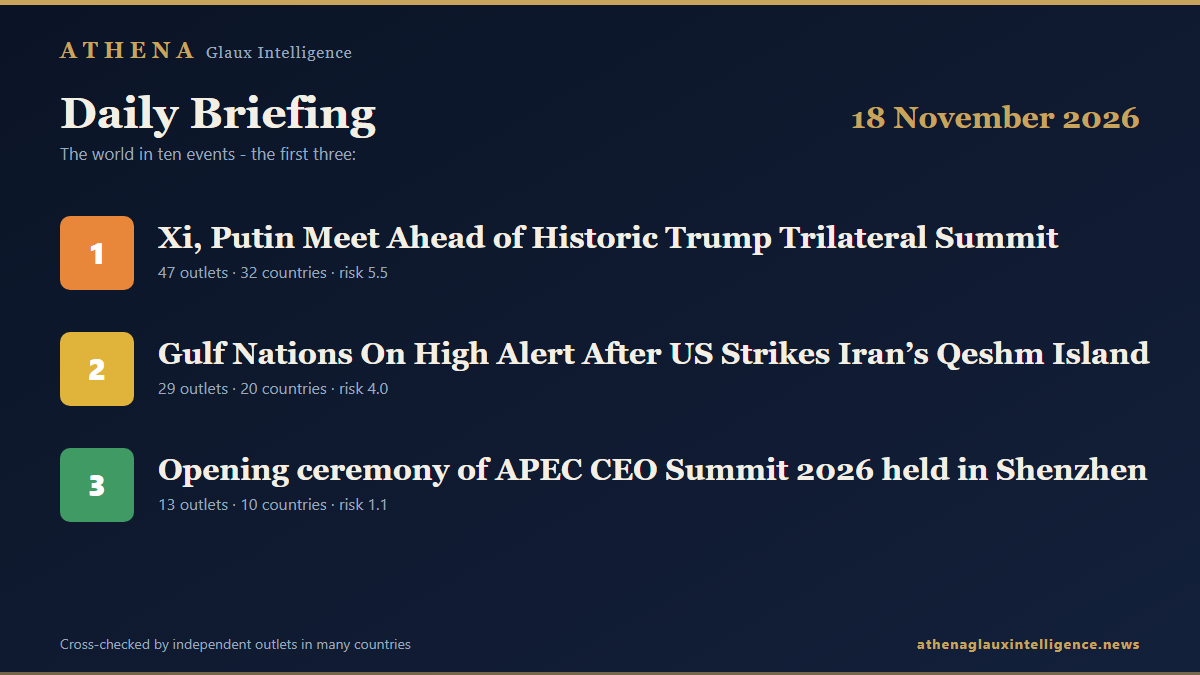 ATHENA Glaux Intelligence
Daily Briefing
18 November 2026
The world in ten events - the first three:
1
Xi, Putin Meet Ahead of Historic Trump Trilateral Summit
47 outlets · 32 countries · risk 5.5
2
Gulf Nations On High Alert After US Strikes Iran’s Qeshm Island
29 outlets · 20 countries · risk 4.0
3
Opening ceremony of APEC CEO Summit 2026 held in Shenzhen
13 outlets · 10 countries · risk 1.1
Cross-checked by independent outlets in many countries
athenaglauxintelligence.news